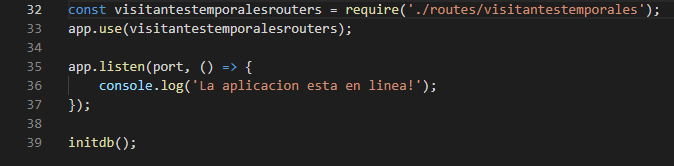 32 const visitantestemporalesrouters = require('./routes/visitantestemporales');
33 app.use(visitantestemporalesrouters);
34
35 app.listen(port, () => {
36 console.log('La aplicacion esta en linea!');
37 });
38
39 initdb();